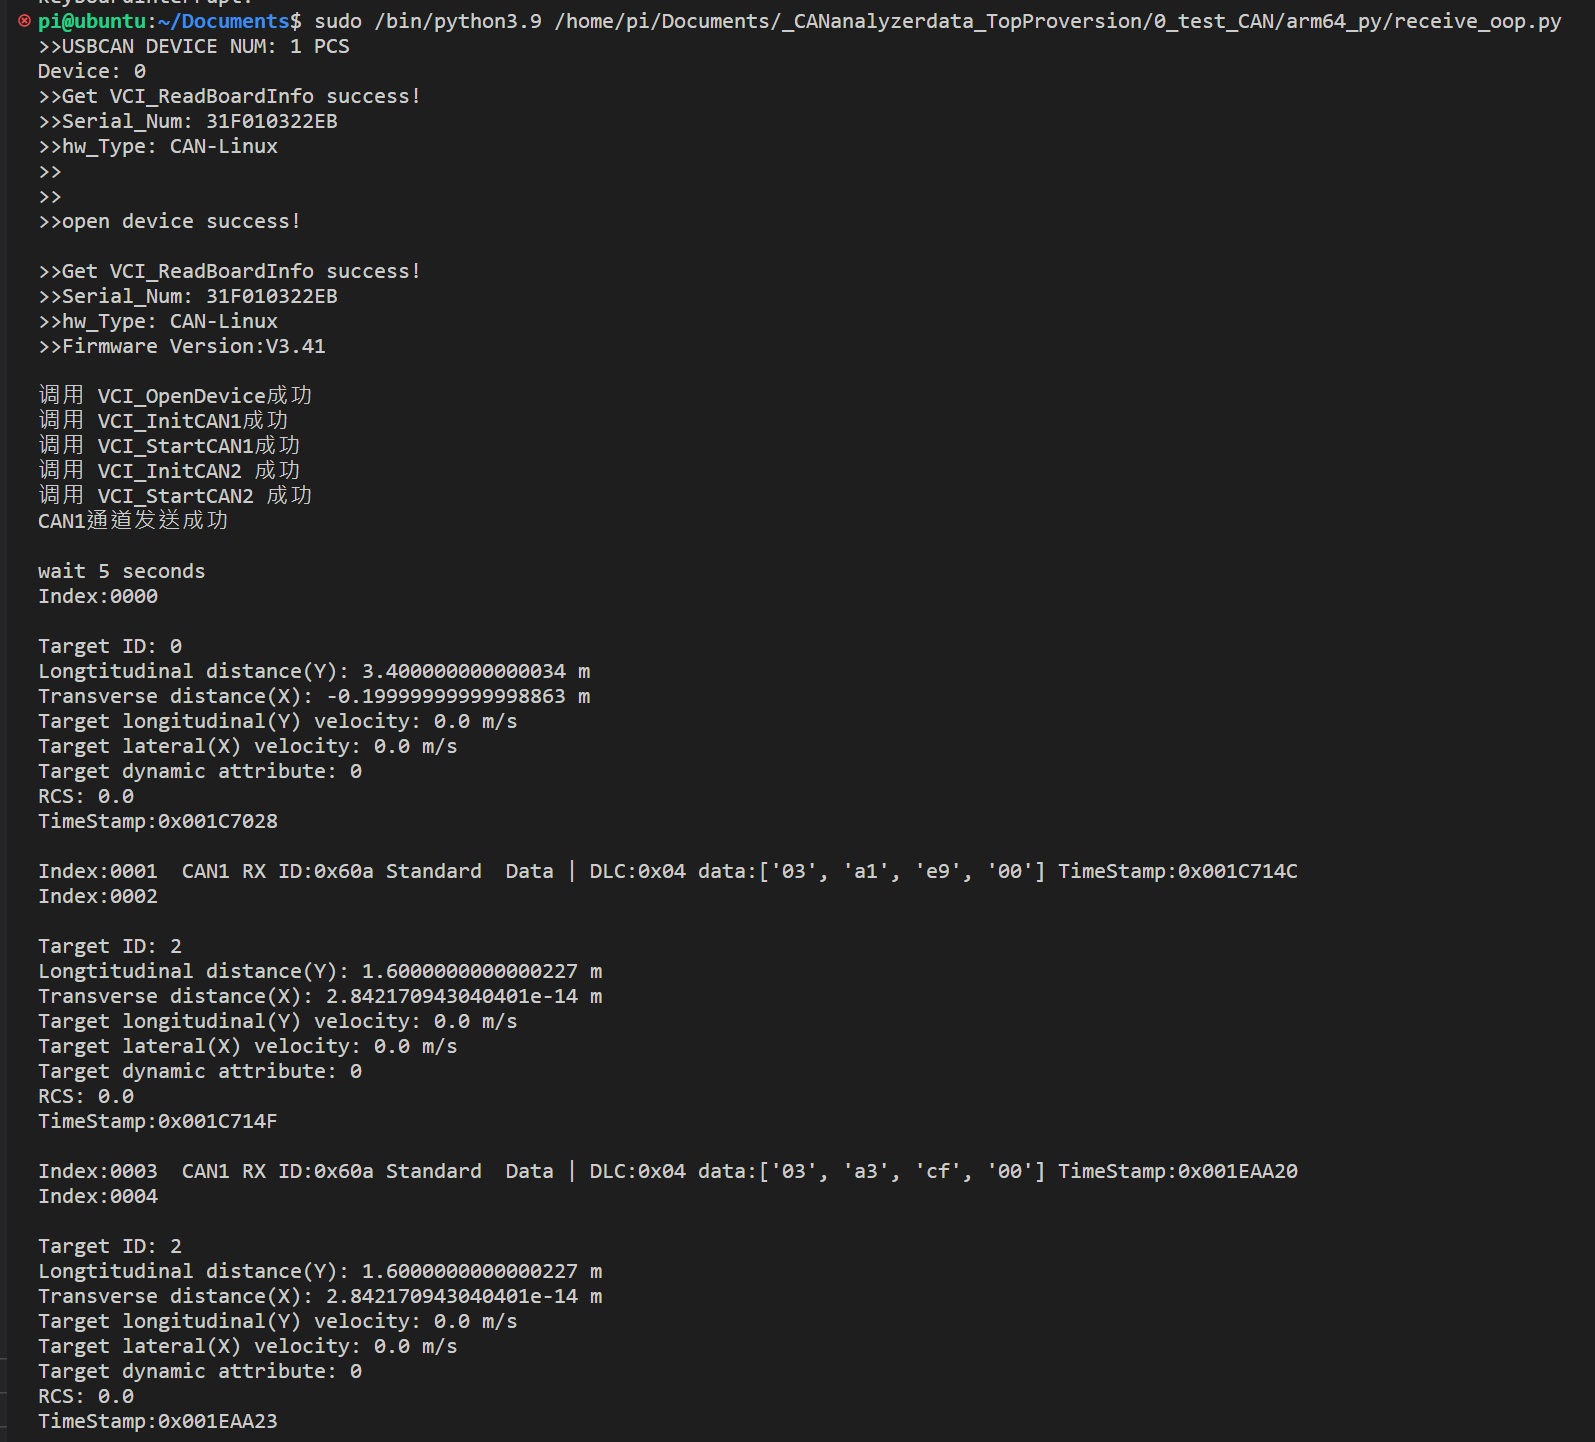 pi@ubuntu:~/Documents$ sudo /bin/python3.9 /home/pi/Documents/_CANanalyzerdata_TopProversion/0_test_CAN/arm64_py/receive_oop.py
>>USBCAN DEVICE NUM: 1 PCS
Device: 0
>>Get VCI_ReadBoardInfo success!
>>Serial_Num: 31F010322EB
>>hw_Type: CAN-Linux
>>
>>
>>open device success!
>>Get VCI_ReadBoardInfo success!
>>Serial_Num: 31F010322EB
>>hw_Type: CAN-Linux
>>Firmware Version:V3.41
调用 VCI_OpenDevice成功
调用 VCI_InitCAN1成功
调用 VCI_StartCAN1成功
调用 VCI_InitCAN2 成功
调用 VCI_StartCAN2 成功
CAN1通道发送成功
wait 5 seconds
Index:0000
Target ID: 0
Longtitudinal distance(Y): 3.400000000000034 m
Transverse distance(X): -0.19999999999998863 m
Target longitudinal(Y) velocity: 0.0 m/s
Target lateral(X) velocity: 0.0 m/s
Target dynamic attribute: 0
RCS: 0.0
TimeStamp:0x001C7028
Index:0001  CAN1 RX ID:0x60a Standard  Data | DLC:0x04 data:['03', 'a1', 'e9', '00'] TimeStamp:0x001C714C
Index:0002
Target ID: 2
Longtitudinal distance(Y): 1.6000000000000227 m
Transverse distance(X): 2.842170943040401e-14 m
Target longitudinal(Y) velocity: 0.0 m/s
Target lateral(X) velocity: 0.0 m/s
Target dynamic attribute: 0
RCS: 0.0
TimeStamp:0x001C714F
Index:0003  CAN1 RX ID:0x60a Standard  Data | DLC:0x04 data:['03', 'a3', 'cf', '00'] TimeStamp:0x001EAA20
Index:0004
Target ID: 2
Longtitudinal distance(Y): 1.6000000000000227 m
Transverse distance(X): 2.842170943040401e-14 m
Target longitudinal(Y) velocity: 0.0 m/s
Target lateral(X) velocity: 0.0 m/s
Target dynamic attribute: 0
RCS: 0.0
TimeStamp:0x001EAA23